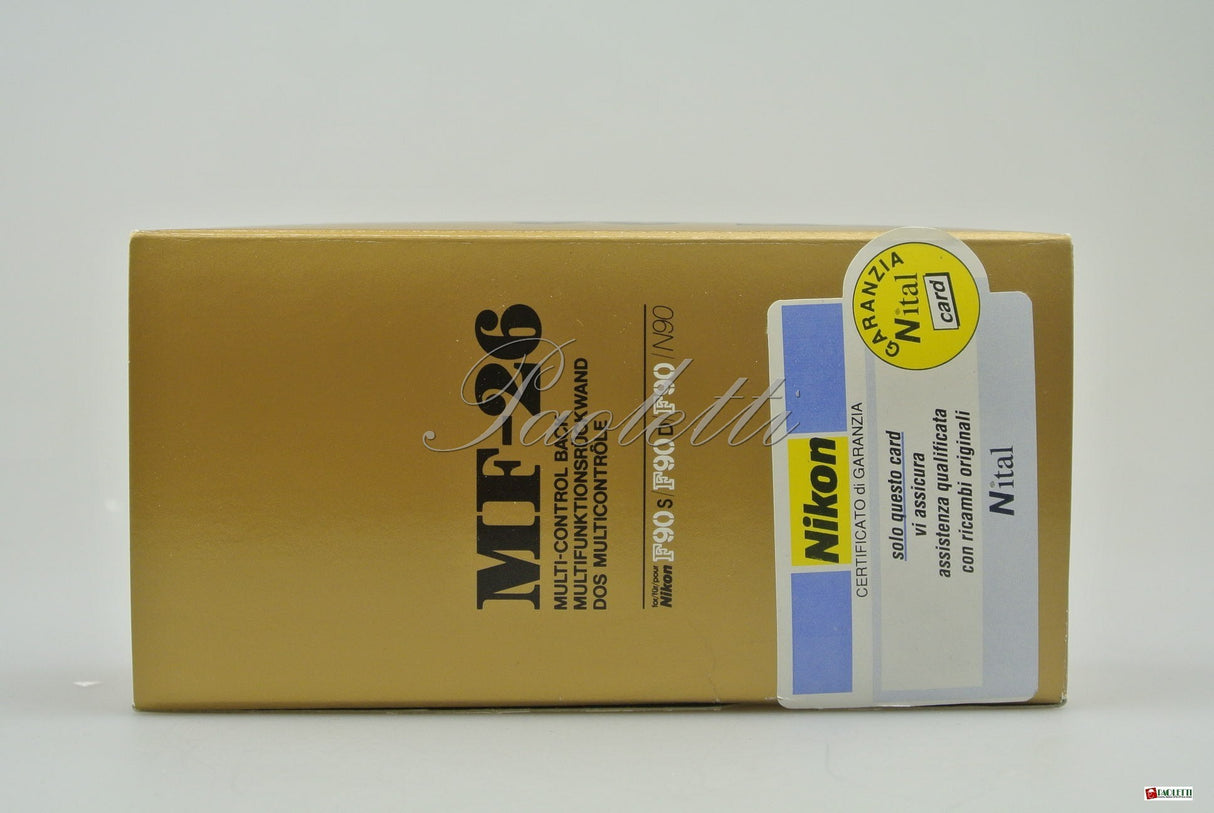 MF-26
MULTI-CONTROL BACK
MULTIFUNKTIONSRÜCKWAND
DOS MULTICONTRÔLE
for/für/pour
Nikon F90S/F90D/F90/N90
GARANZIA
Nital
card
Nikon
CERTIFICATO di GARANZIA
solo questo card
vi assicura
assistenza qualificata
con ricambi originali
Nital
Paoletti
PAOLETTI